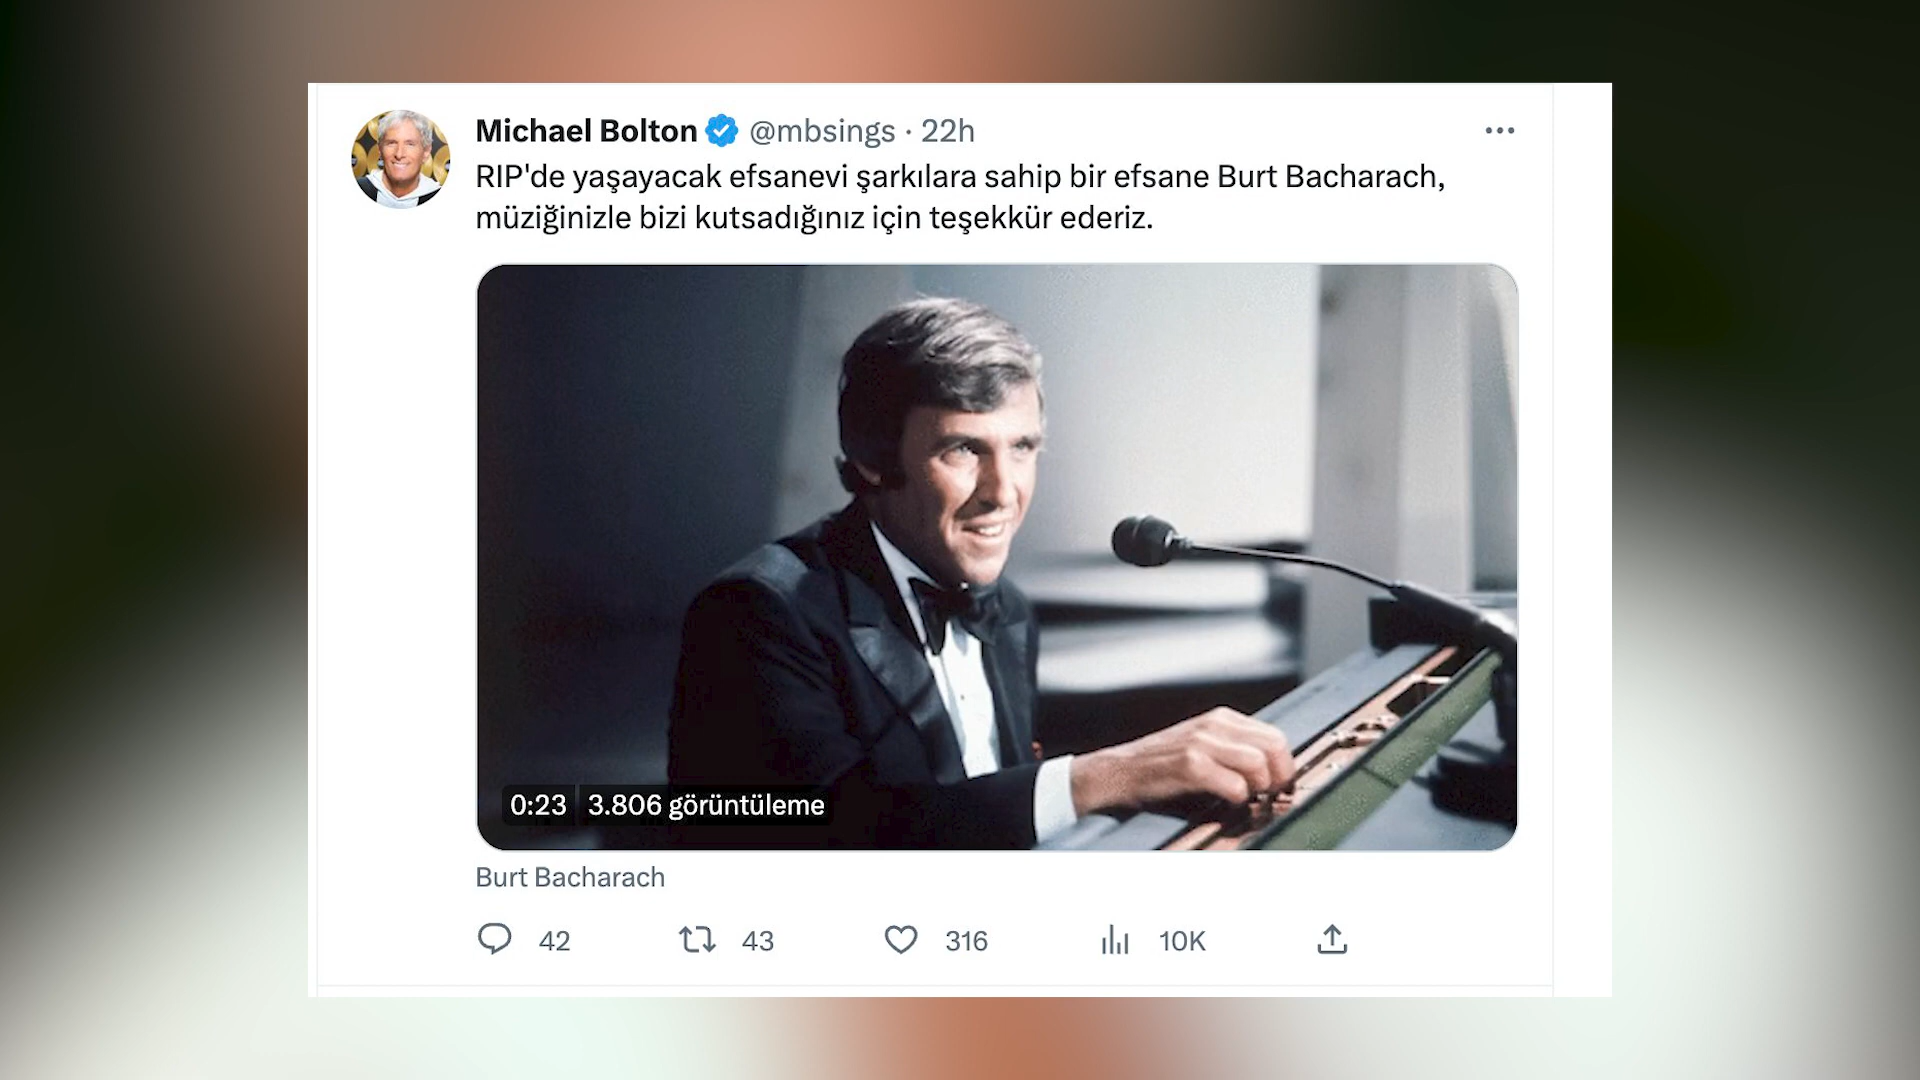 Michael Bolton @mbsings · 22h
RIP'de yaşayacak efsanevi şarkılara sahip bir efsane Burt Bacharach,
müziğinizle bizi kutsadığınız için teşekkür ederiz.
0:23 3.806 görüntüleme
Burt Bacharach
42 43 316 10K